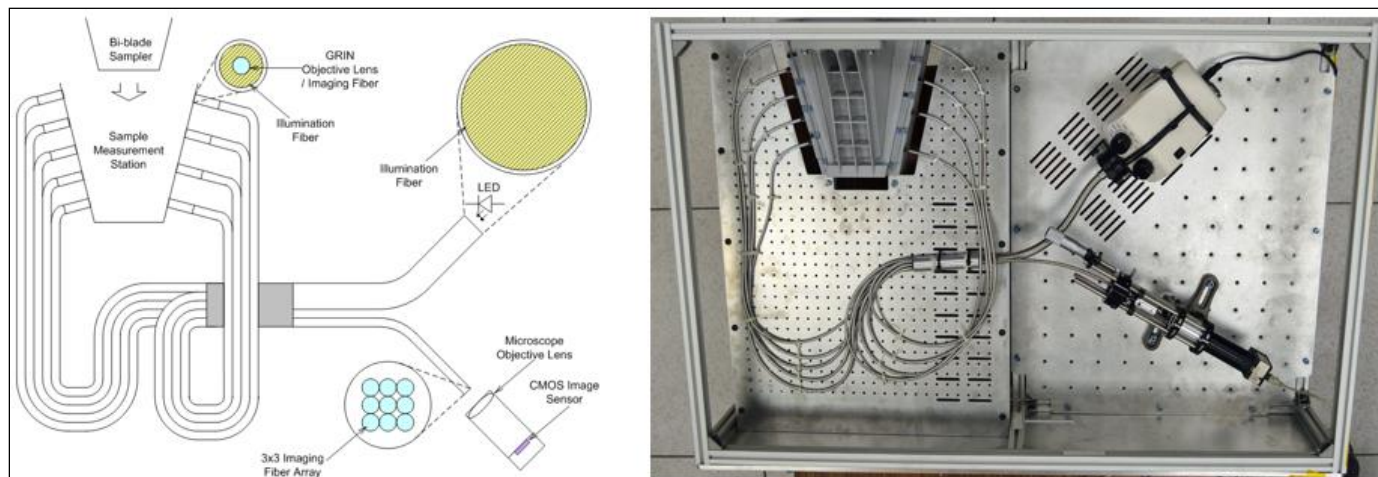 Bi-blade
Sampler
GRIN
Objective Lens
/ Imaging Fiber
Illumination
Fiber
Sample
Measurement
Station
Illumination
Fiber
LED
Microscope
Objective Lens
CMOS Image
Sensor
3x3 Imaging
Fiber Array